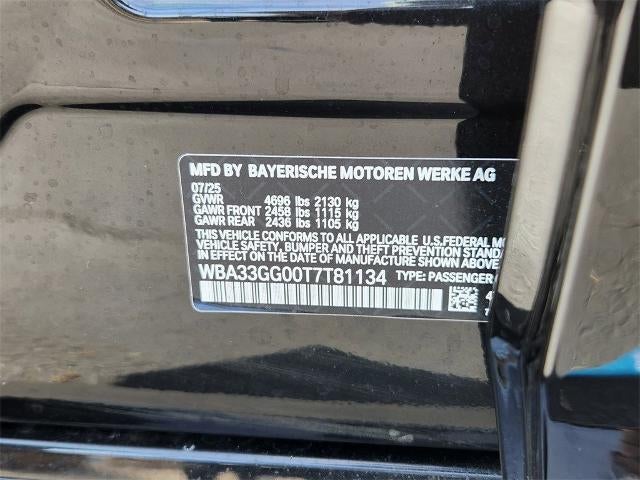 MFD BY BAYERISCHE MOTOREN WERKE AG
07/25
GVWR 4696 lbs 2130 kg
GAWR FRONT 2458 lbs 1115 kg
GAWR REAR 2436 lbs 1105 kg
THIS VEHICLE CONFORMS TO ALL APPLICABLE U.S.FEDERAL
VEHICLE SAFETY, BUMPER AND THEFT PREVENTION
IN EFFECT ON THE DATE OF MANUFACTURE SHOWN ABOVE
WBA33GG00T7T81134 TYPE: PASSENGER